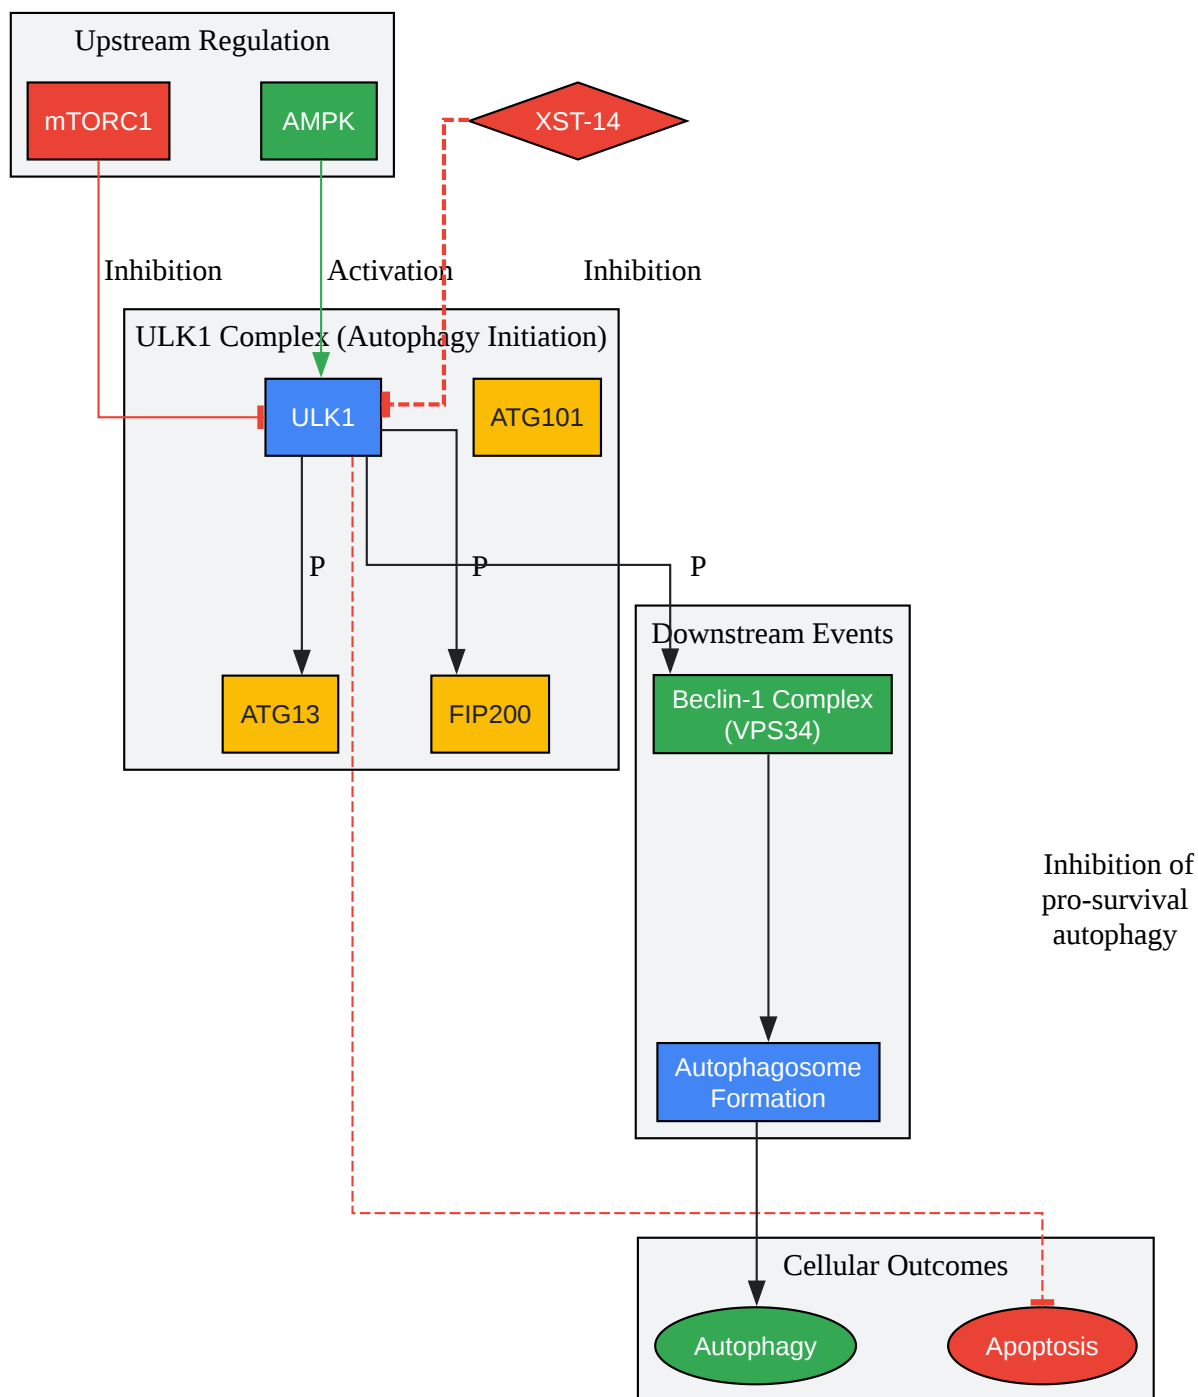 Upstream Regulation
mTORC1
AMPK
XST-14
Inhibition
Activation
Inhibition
ULK1 Complex (Autophagy Initiation)
ULK1
ATG101
P
P
P
Downstream Events
ATG13
FIP200
Beclin-1 Complex
(VPS34)
Inhibition of
pro-survival
autophagy
Autophagosome
Formation
Cellular Outcomes
Autophagy
Apoptosis